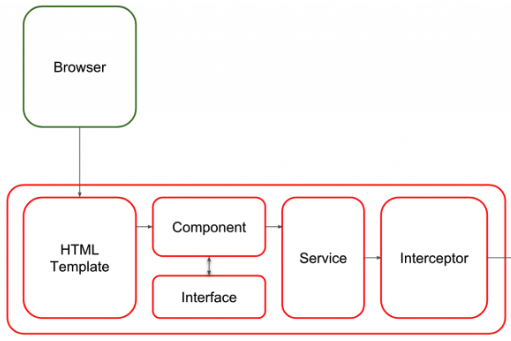 Browser
HTML
Template
Component
Interface
Service
Interceptor